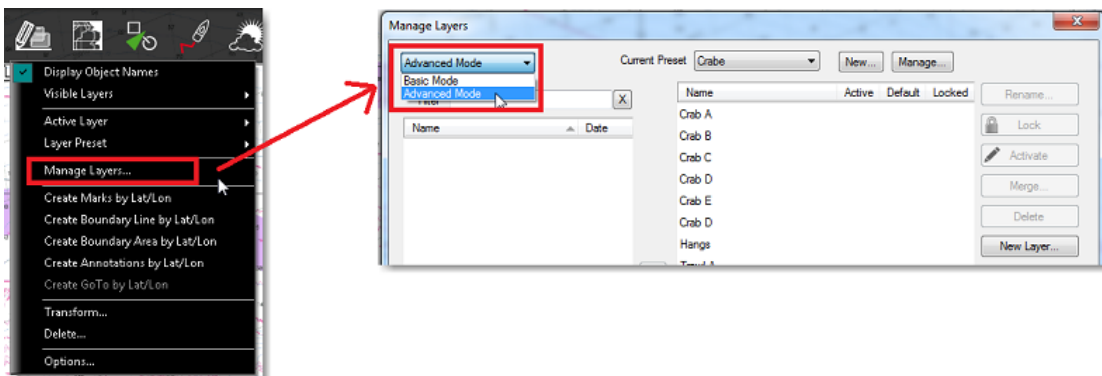 Display Object Names
Visible Layers
Active Layer
Layer Preset
Manage Layers...
Create Marks by Lat/Lon
Create Boundary Line by Lat/Lon
Create Boundary Area by Lat/Lon
Create Annotations by Lat/Lon
Create GoTo by Lat/Lon
Transform...
Delete...
Options...
Manage Layers
X
Advanced Mode
Current Preset Crabe
New...
Manage...
Basic Mode
Advanced Mode
Filter
X
Name Date
Name Active Default Locked
Crab A
Crab B
Crab C
Crab D
Crab E
Crab D
Hangs
Rename...
Lock
Activate
Merge...
Delete
New Layer...